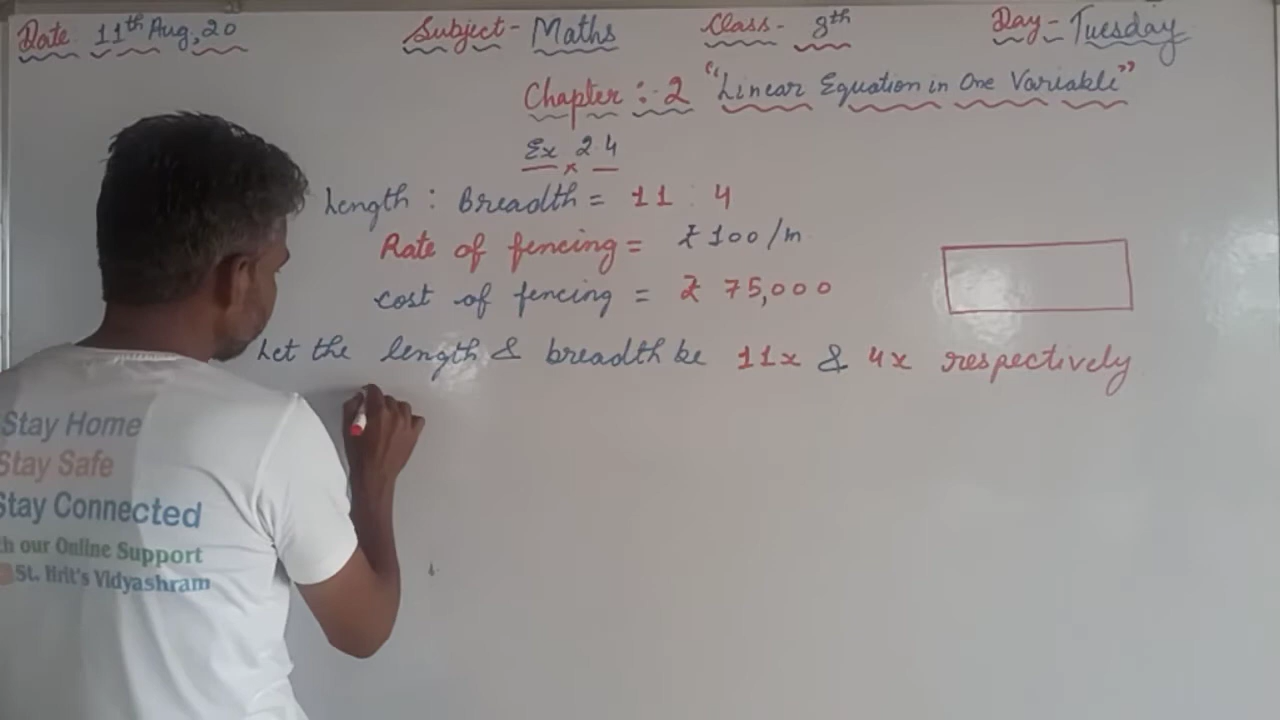 Date 11th Aug, 20 Subject - Maths Class - 8th Day - Tuesday
Chapter : 2 "Linear Equation in One Variable"
Ex 2.4
Length : Breadth = 11 : 4
Rate of fencing = ₹ 100/m
cost of fencing = ₹ 75,000
Let the length & breadth be 11x & 4x respectively
Stay Home
Stay Safe
Stay Connected
our Online Support
St. Hrit's Vidyashram